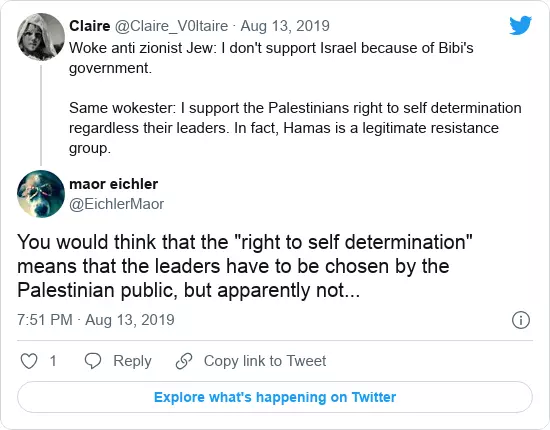 Claire @Claire_V0ltaire · Aug 13, 2019
Woke anti zionist Jew: I don't support Israel because of Bibi's
government.
Same wokester: I support the Palestinians right to self determination
regardless their leaders. In fact, Hamas is a legitimate resistance
group.
maor eichler
@EichlerMaor
You would think that the "right to self determination"
means that the leaders have to be chosen by the
Palestinian public, but apparently not...
7:51 PM · Aug 13, 2019
1 Reply Copy link to Tweet
Explore what's happening on Twitter